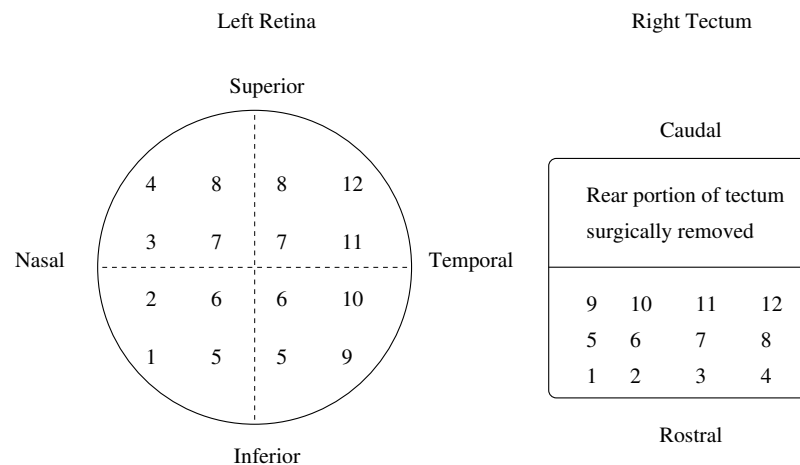 Left Retina
Right Tectum
Superior
Caudal
4 8 8 12
3 7 7 11
Nasal
Temporal
2 6 6 10
1 5 5 9
Inferior
Rear portion of tectum
surgically removed
9 10 11 12
5 6 7 8
1 2 3 4
Rostral